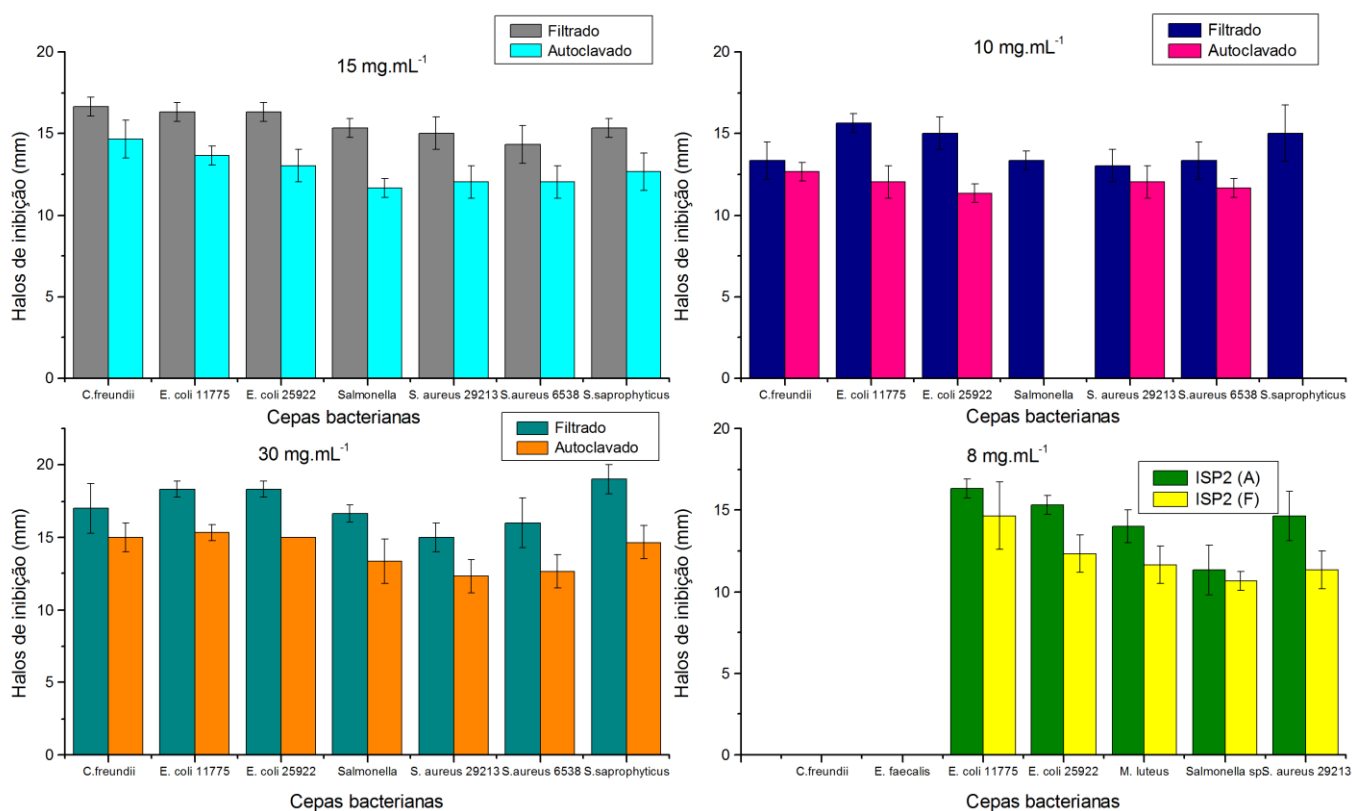 Filtrado
Autoclavado
15 mg.mL⁻¹
Halos de inibição (mm)
20
15
10
5
0
C.freundii E. coli 11775 E. coli 25922 Salmonella S. aureus 29213 S.aureus 6538 S.saprophyticus
Cepas bacterianas
Filtrado
Autoclavado
10 mg.mL⁻¹
Halos de inibição (mm)
20
15
10
5
0
C.freundii E. coli 11775 E. coli 25922 Salmonella S. aureus 29213 S.aureus 6538 S.saprophyticus
Cepas bacterianas
Filtrado
Autoclavado
30 mg.mL⁻¹
Halos de inibição (mm)
20
15
10
5
0
C.freundii E. coli 11775 E. coli 25922 Salmonella S. aureus 29213 S.aureus 6538 S.saprophyticus
Cepas bacterianas
8 mg.mL⁻¹
ISP2 (A)
ISP2 (F)
Halos de inibição (mm)
20
15
10
5
0
C.freundii E. faecalis E. coli 11775 E. coli 25922 M. luteus Salmonella sp S. aureus 29213
Cepas bacterianas